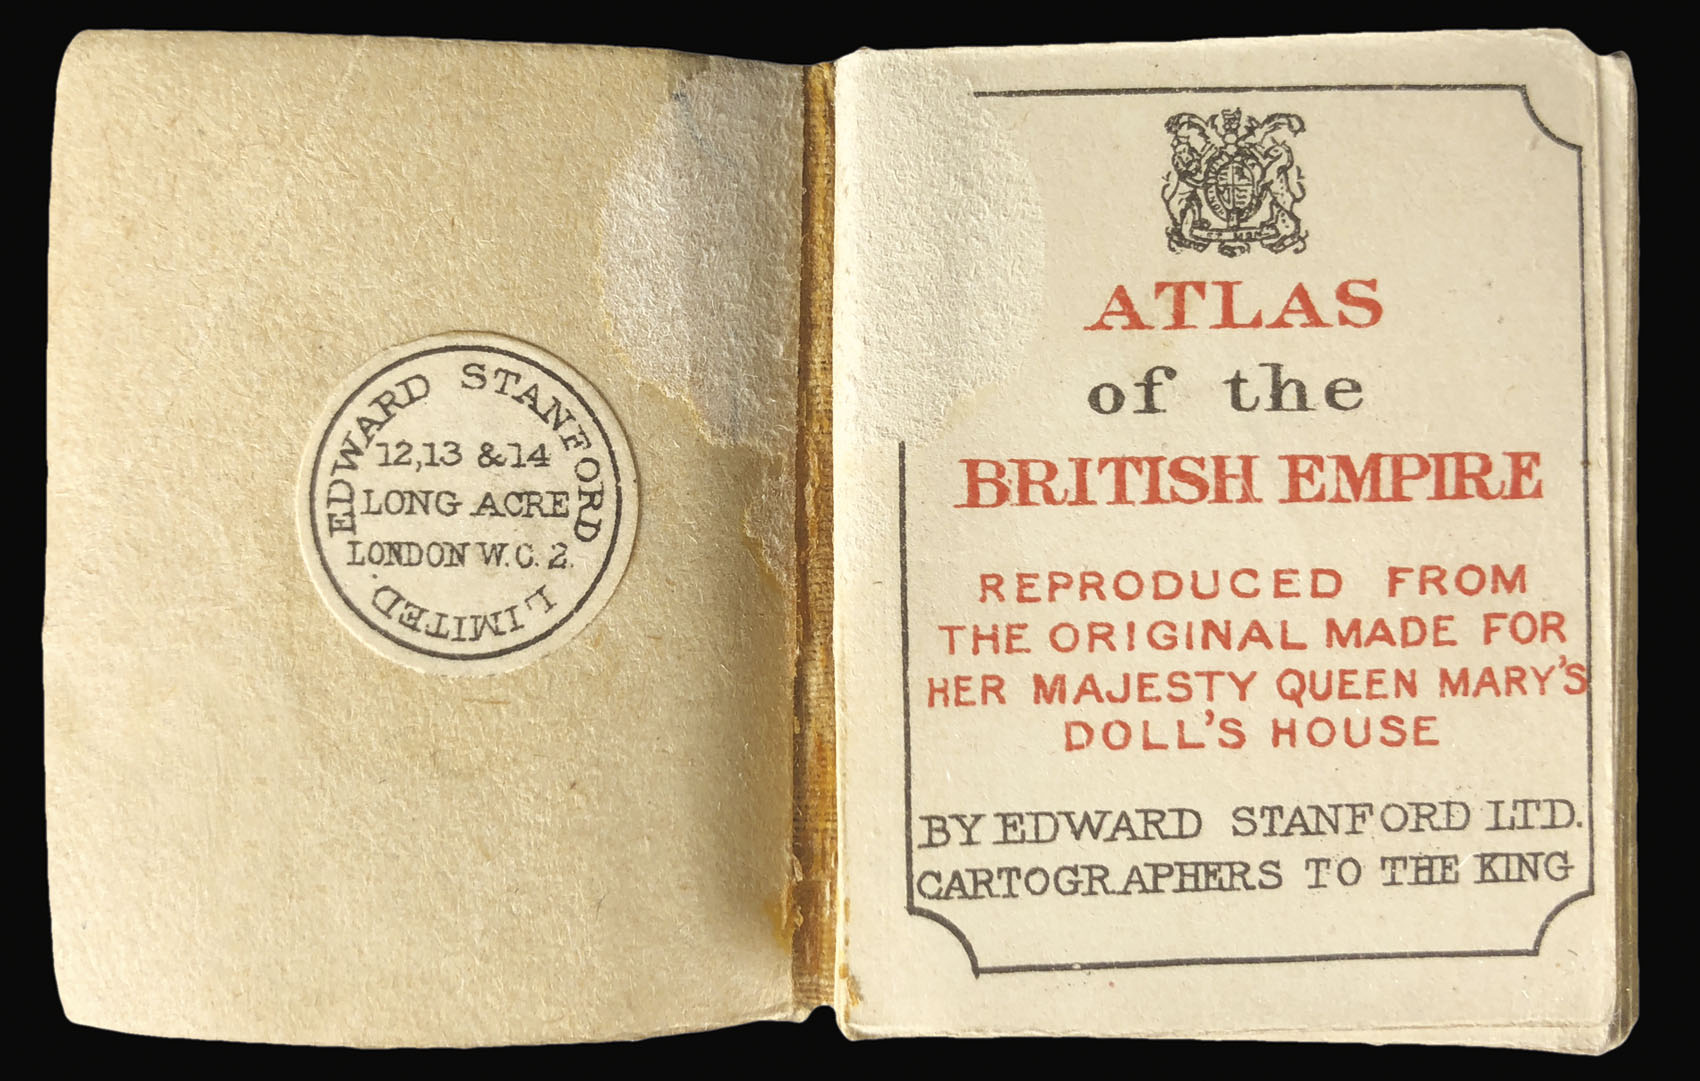 EDWARD STANFORD
12,13 & 14
LONG ACRE
LONDON W.C. 2.
LIMITED.
ATLAS
of the
BRITISH EMPIRE
REPRODUCED FROM
THE ORIGINAL MADE FOR
HER MAJESTY QUEEN MARY'S
DOLL'S HOUSE
BY EDWARD STANFORD LTD.
CARTOGRAPHERS TO THE KING